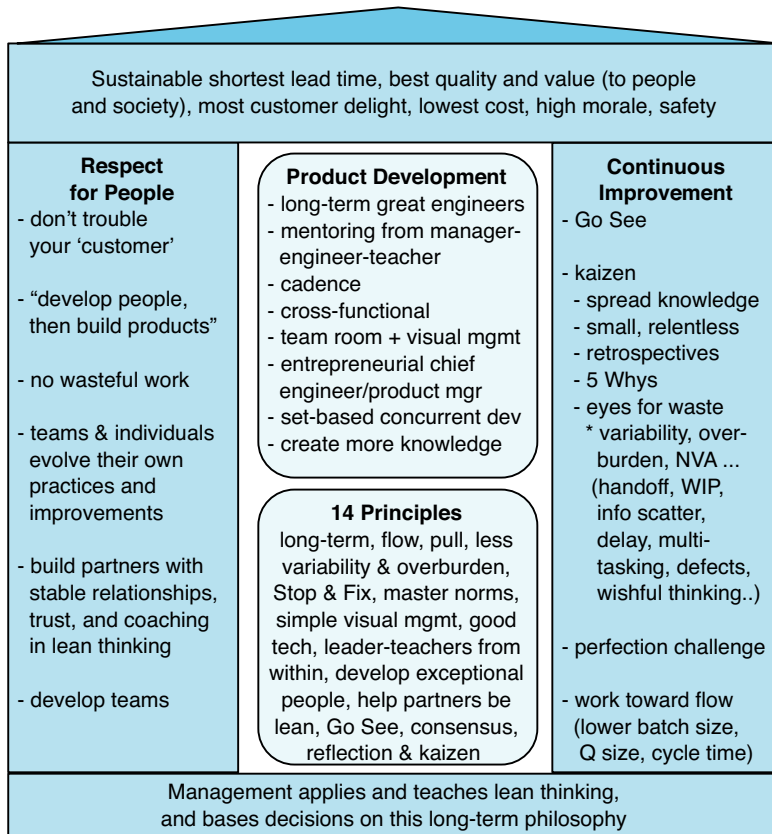 Sustainable shortest lead time, best quality and value (to people
and society), most customer delight, lowest cost, high morale, safety
Respect
for People
- don’t trouble
your ‘customer’
- “develop people,
then build products”
- no wasteful work
- teams & individuals
evolve their own
practices and
improvements
- build partners with
stable relationships,
trust, and coaching
in lean thinking
- develop teams
Product Development
- long-term great engineers
- mentoring from manager-
engineer-teacher
- cadence
- cross-functional
- team room + visual mgmt
- entrepreneurial chief
engineer/product mgr
- set-based concurrent dev
- create more knowledge
14 Principles
long-term, flow, pull, less
variability & overburden,
Stop & Fix, master norms,
simple visual mgmt, good
tech, leader-teachers from
within, develop exceptional
people, help partners be
lean, Go See, consensus,
reflection & kaizen
Continuous
Improvement
- Go See
- kaizen
- spread knowledge
- small, relentless
- retrospectives
- 5 Whys
- eyes for waste
* variability, over-
burden, NVA ...
(handoff, WIP,
info scatter,
delay, multi-
tasking, defects,
wishful thinking..)
- perfection challenge
- work toward flow
(lower batch size,
Q size, cycle time)
Management applies and teaches lean thinking,
and bases decisions on this long-term philosophy